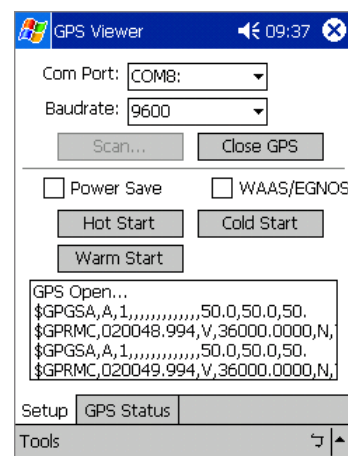 GPS Viewer 09:37
Com Port: COM8:
Baudrate: 9600
Scan... Close GPS
Power Save WAAS/EGNOS
Hot Start Cold Start
Warm Start
GPS Open...
$GPGSA,A,1,,,,,,,,,,,,,50.0,50.0,50.
$GPRMC,020048.994,V,36000.0000,N,
$GPGSA,A,1,,,,,,,,,,,,,50.0,50.0,50.
$GPRMC,020049.994,V,36000.0000,N,
Setup GPS Status
Tools